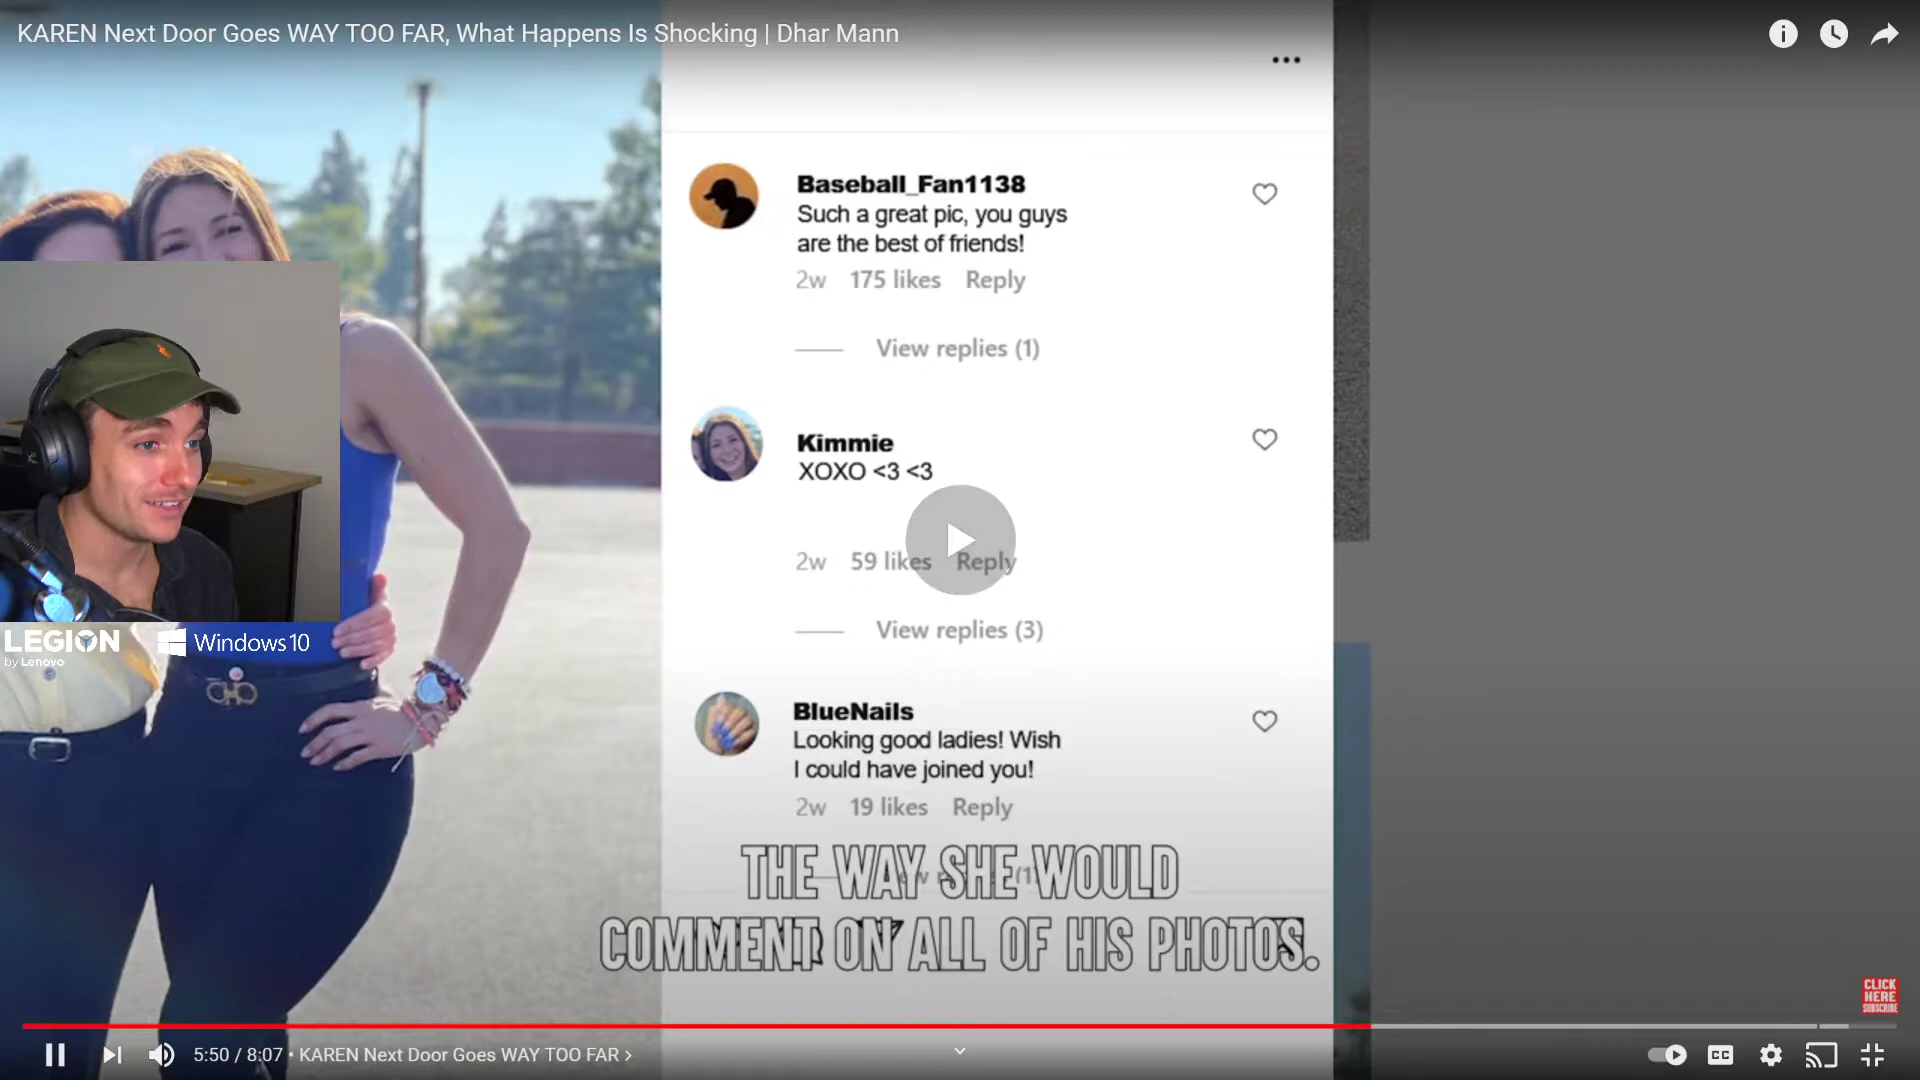 KAREN Next Door Goes WAY TOO FAR, What Happens Is Shocking | Dhar Mann
Baseball_Fan1138
Such a great pic, you guys
are the best of friends!
2w 175 likes Reply
View replies (1)
Kimmie
XOXO <3 <3
2w 59 likes Reply
View replies (3)
LEGION
by Lenovo
Windows 10
BlueNails
Looking good ladies! Wish
I could have joined you!
2w 19 likes Reply
THE WAY SHE WOULD
COMMENT ON ALL OF HIS PHOTOS.
CLICK
HERE
SUBSCRIBE
5:50 / 8:07 • KAREN Next Door Goes WAY TOO FAR >
CC